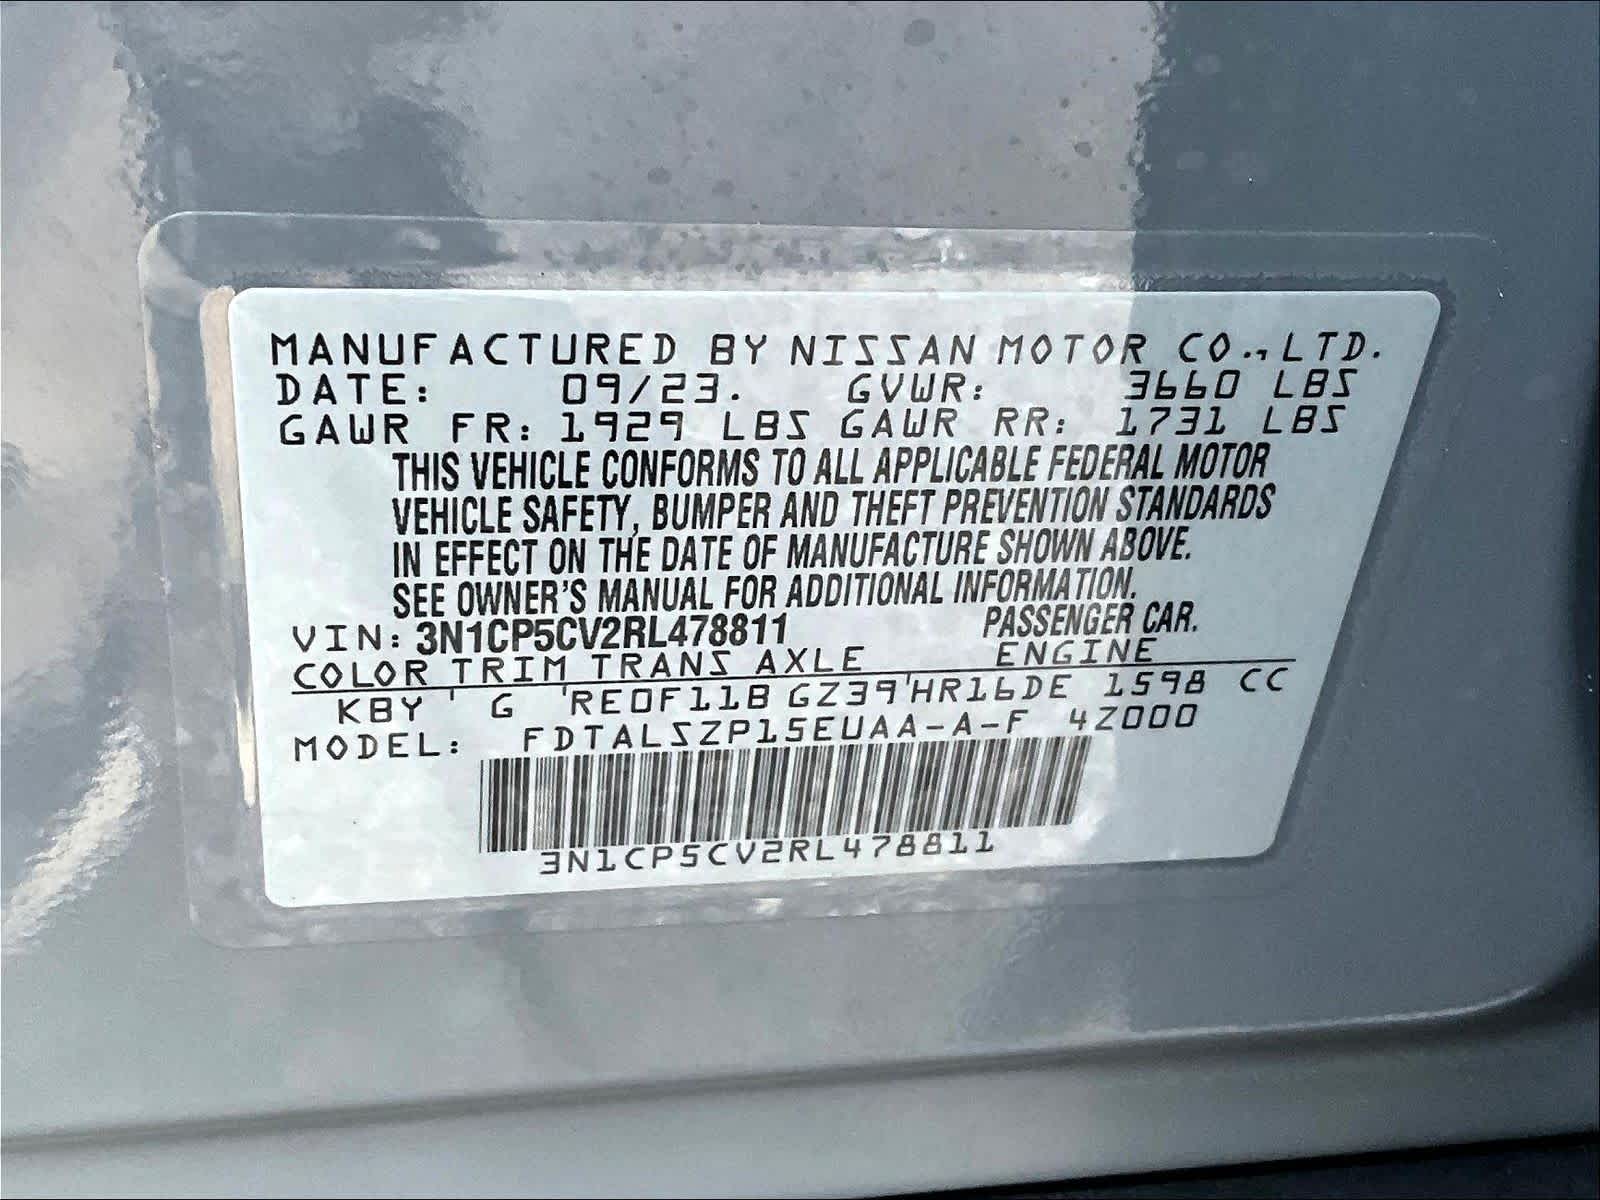 MANUFACTURED BY NISSAN MOTOR CO., LTD.
DATE: 09/23. GVWR: 3660 LBS
GAWR FR: 1929 LBS GAWR RR: 1731 LBS
THIS VEHICLE CONFORMS TO ALL APPLICABLE FEDERAL MOTOR
VEHICLE SAFETY, BUMPER AND THEFT PREVENTION STANDARDS
IN EFFECT ON THE DATE OF MANUFACTURE SHOWN ABOVE.
SEE OWNER'S MANUAL FOR ADDITIONAL INFORMATION.
VIN: 3N1CP5CV2RL478811 PASSENGER CAR.
COLOR TRIM TRANS AXLE ENGINE
KBY ' G 'RE0F11B GZ39'HR16DE 1598 CC
MODEL: FDTALSZP15EUAA-A-F 4Z000
3N1CP5CV2RL478811